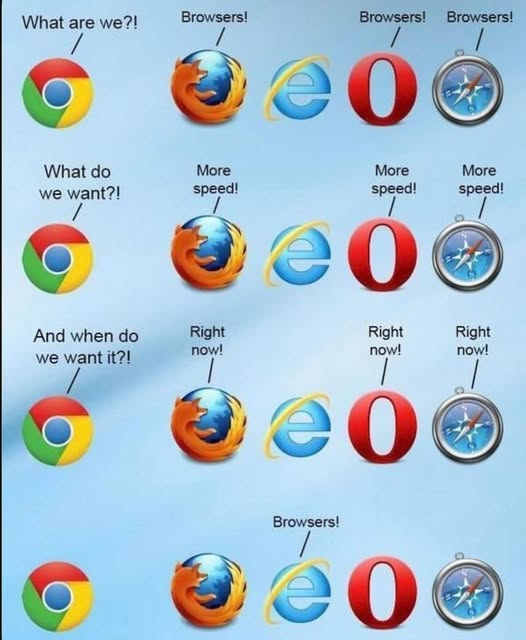 What are we?!
Browsers!
Browsers!
Browsers!
What do
we want?!
More
speed!
More
speed!
More
speed!
And when do
we want it?!
Right
now!
Right
now!
Right
now!
Browsers!